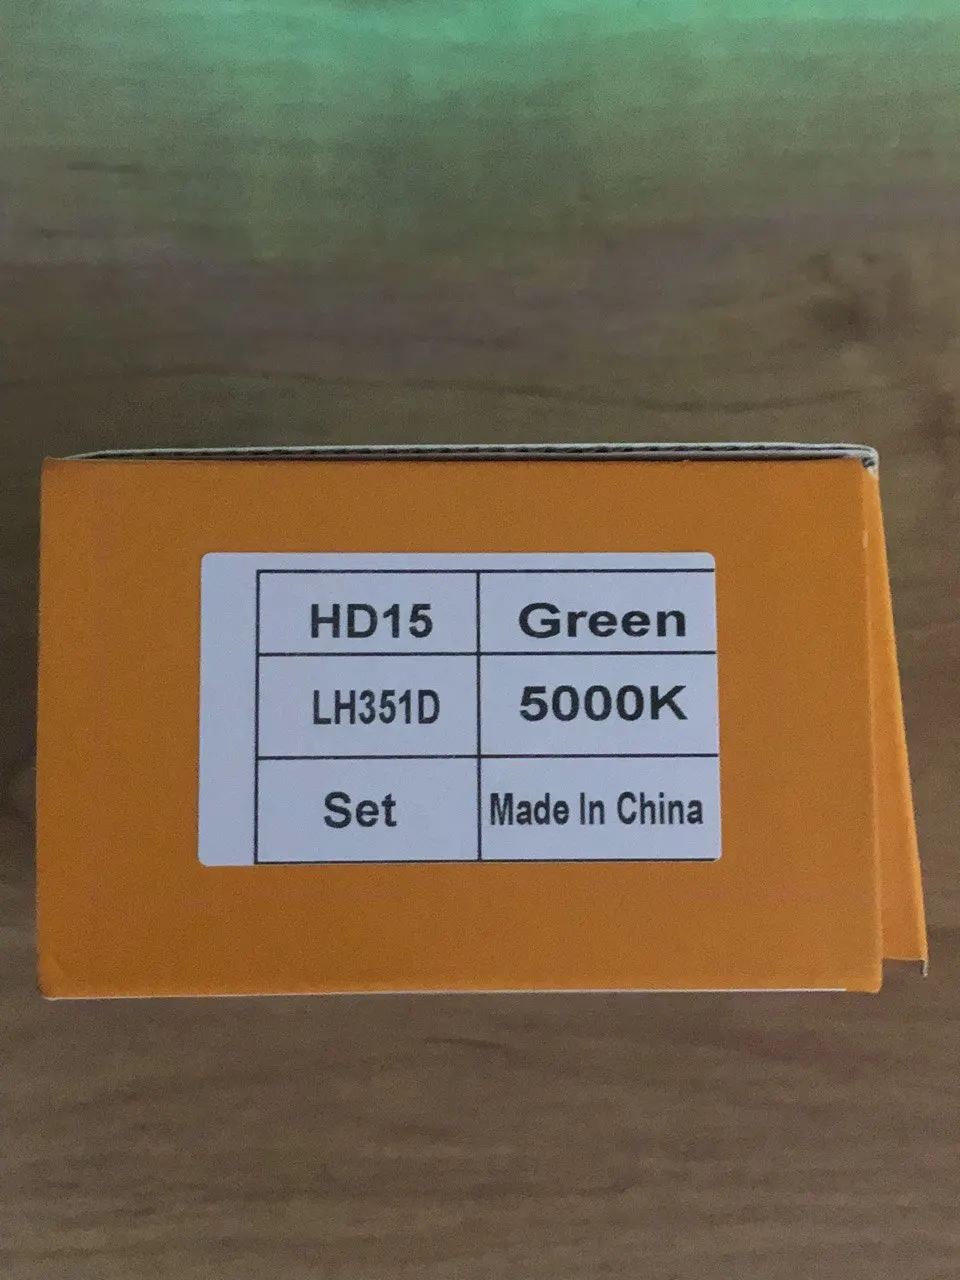 HD15 Green
LH351D 5000K
Set Made In China